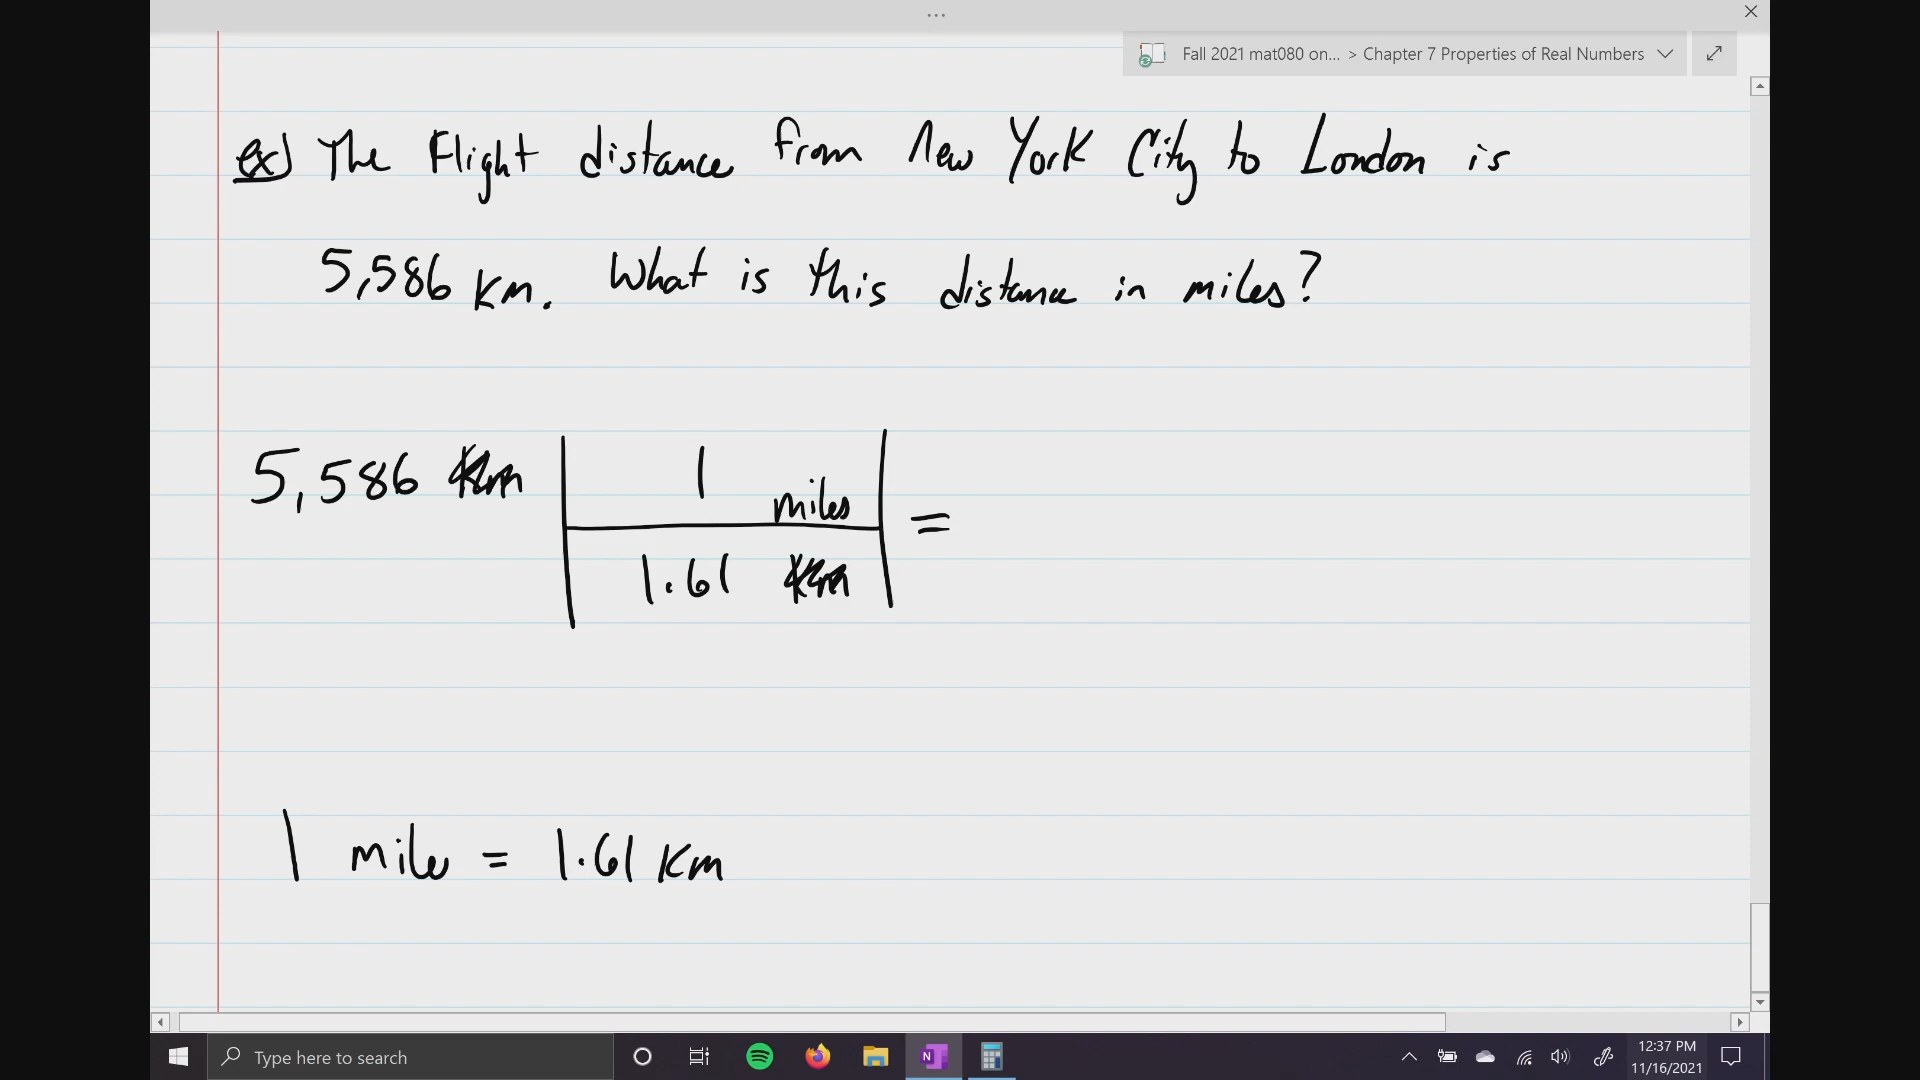 Fall 2021 mat080 on... > Chapter 7 Properties of Real Numbers
ex) The Flight distance from New York City to London is
5,586 km. What is this distance in miles?
5,586 km | 1 miles | =
1.61 km
1 mile = 1.61 km
Type here to search
12:37 PM
11/16/2021